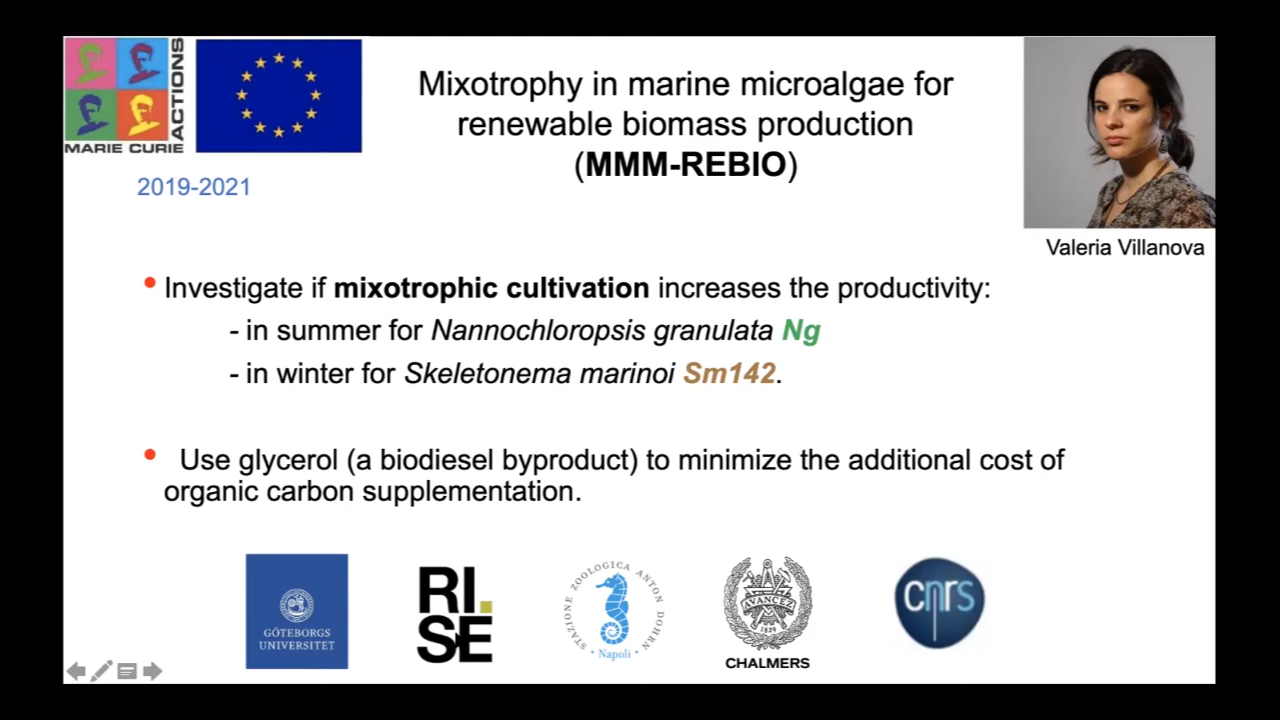 MARIE CURIE
ACTIONS
2019-2021
Mixotrophy in marine microalgae for
renewable biomass production
(MMM-REBIO)
Valeria Villanova
• Investigate if mixotrophic cultivation increases the productivity:
- in summer for Nannochloropsis granulata Ng
- in winter for Skeletonema marinoi Sm142.
• Use glycerol (a biodiesel byproduct) to minimize the additional cost of
organic carbon supplementation.
GÖTEBORGS
UNIVERSITET
RI.
SE
STAZIONE ZOOLOGICA ANTON DOHRN
Napoli
AVANCEZ
1829
CHALMERS
cnrs